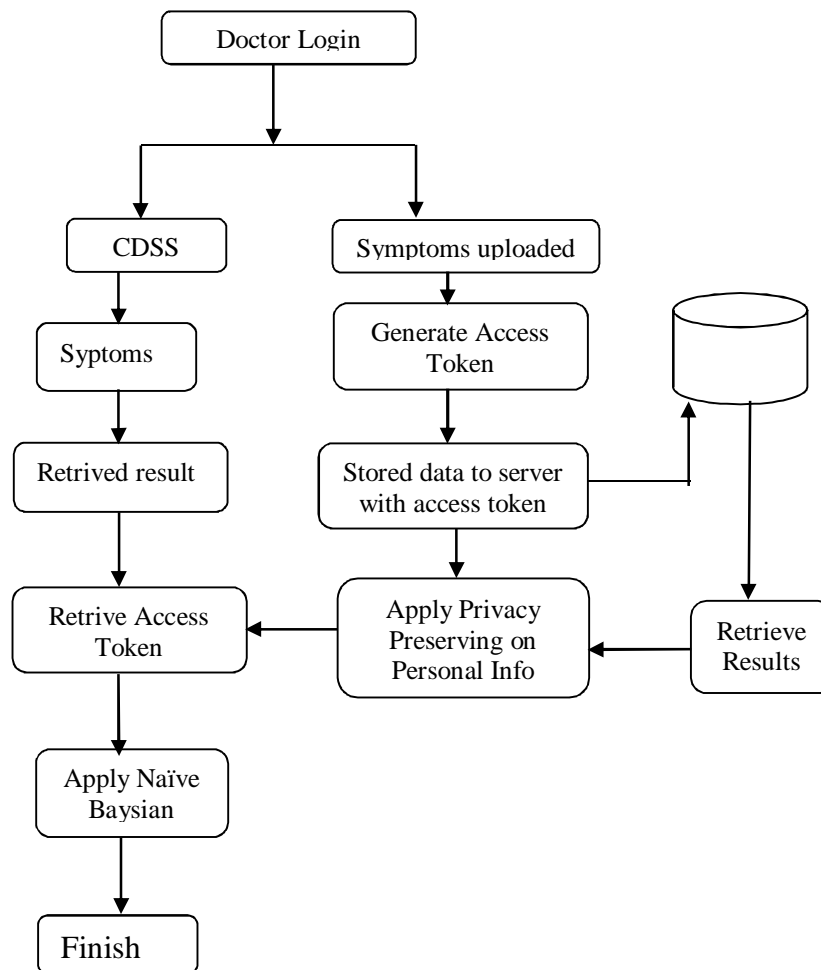 Doctor Login
CDSS
Symptoms uploaded
Syptoms
Generate Access
Token
Retrived result
Stored data to server
with access token
Retrive Access
Token
Apply Privacy
Preserving on
Personal Info
Retrieve
Results
Apply Naïve
Baysian
Finish